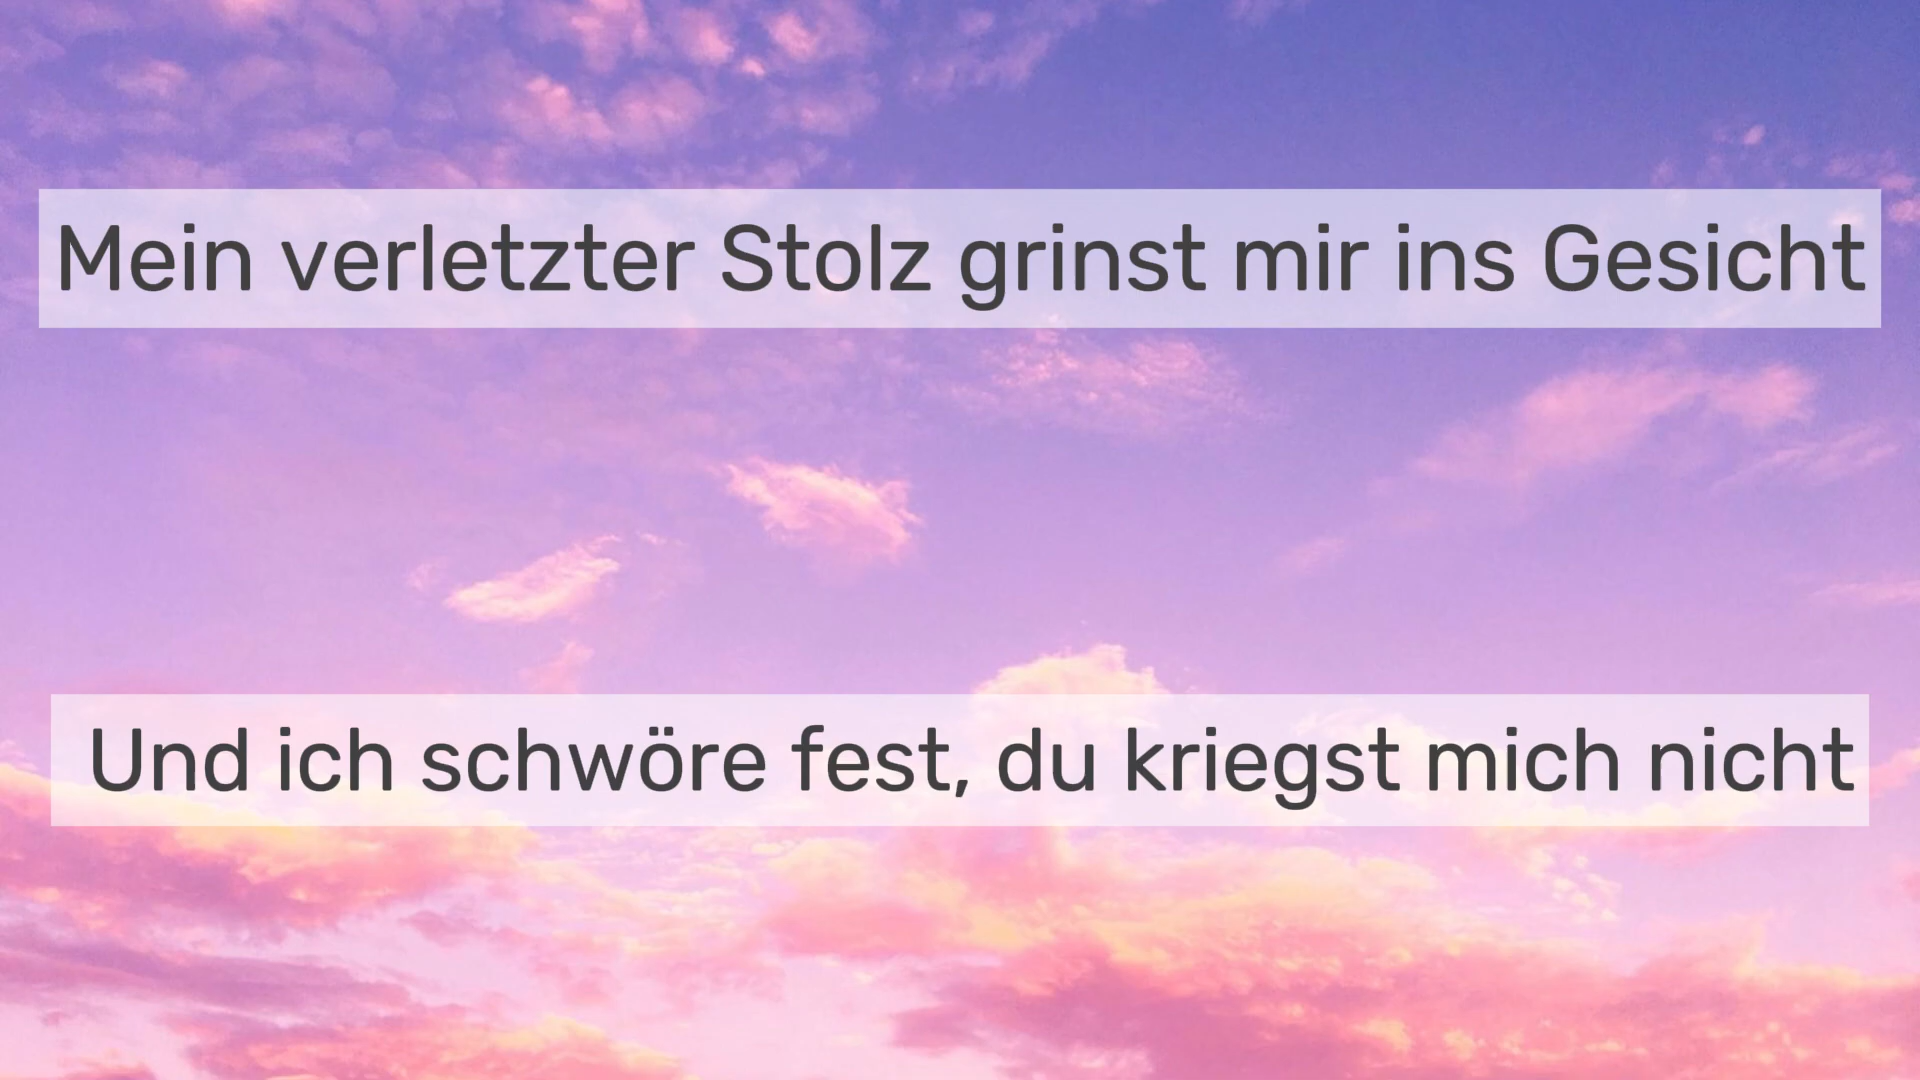 Mein verletzter Stolz grinst mir ins Gesicht
Und ich schwöre fest, du kriegst mich nicht